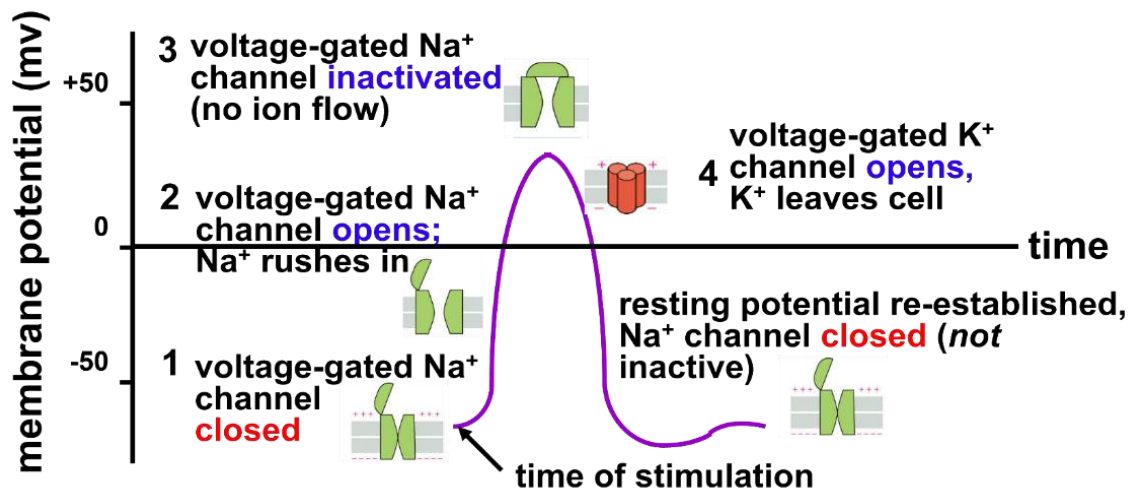 membrane potential (mv)
+50
0
-50
3 voltage-gated Na⁺
channel inactivated
(no ion flow)
2 voltage-gated Na⁺
channel opens;
Na⁺ rushes in
1 voltage-gated Na⁺
channel
closed
voltage-gated K⁺
4 channel opens,
K⁺ leaves cell
time
resting potential re-established,
Na⁺ channel closed (not
inactive)
time of stimulation
+ +
– –
+++ +++
+++ +++